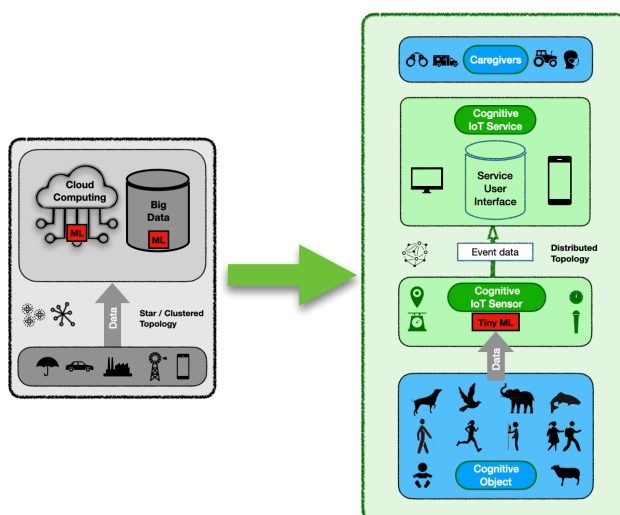 Cloud
Computing
ML
Big
Data
ML
Data
Star / Clustered
Topology
Caregivers
Cognitive
IoT Service
Service
User
Interface
Event data
Distributed
Topology
Cognitive
IoT Sensor
Tiny ML
Data
Cognitive
Object